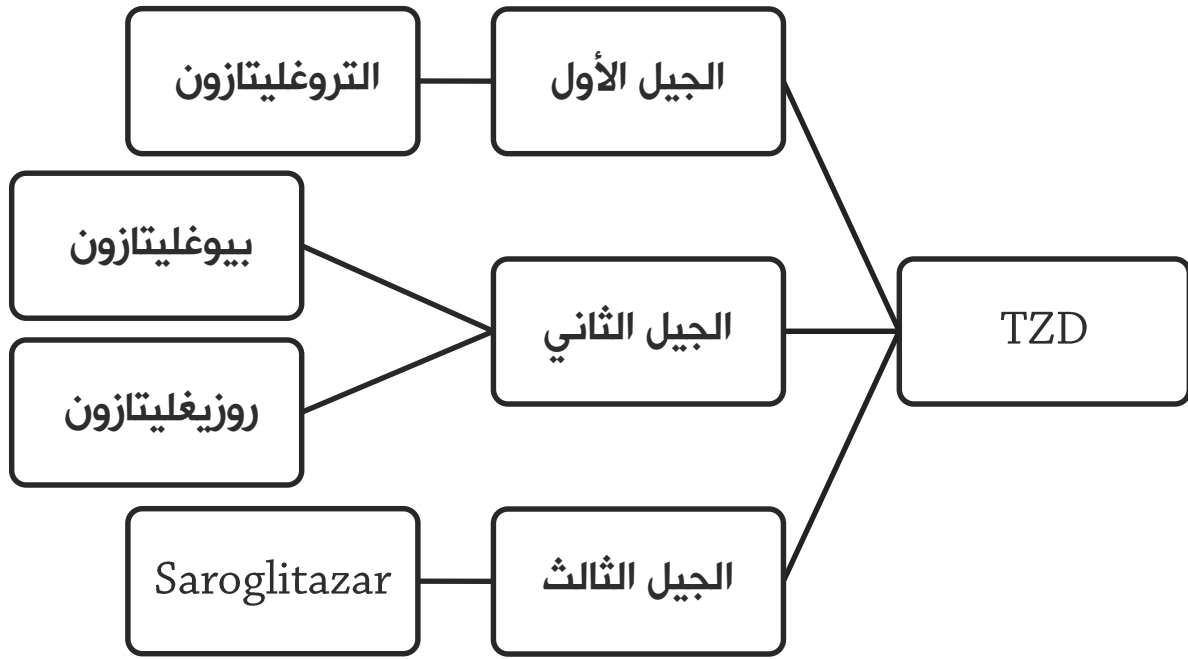 TZD
الجيل الأول
التروغليتازون
الجيل الثاني
بيوغليتازون
روزيغليتازون
الجيل الثالث
Saroglitazar